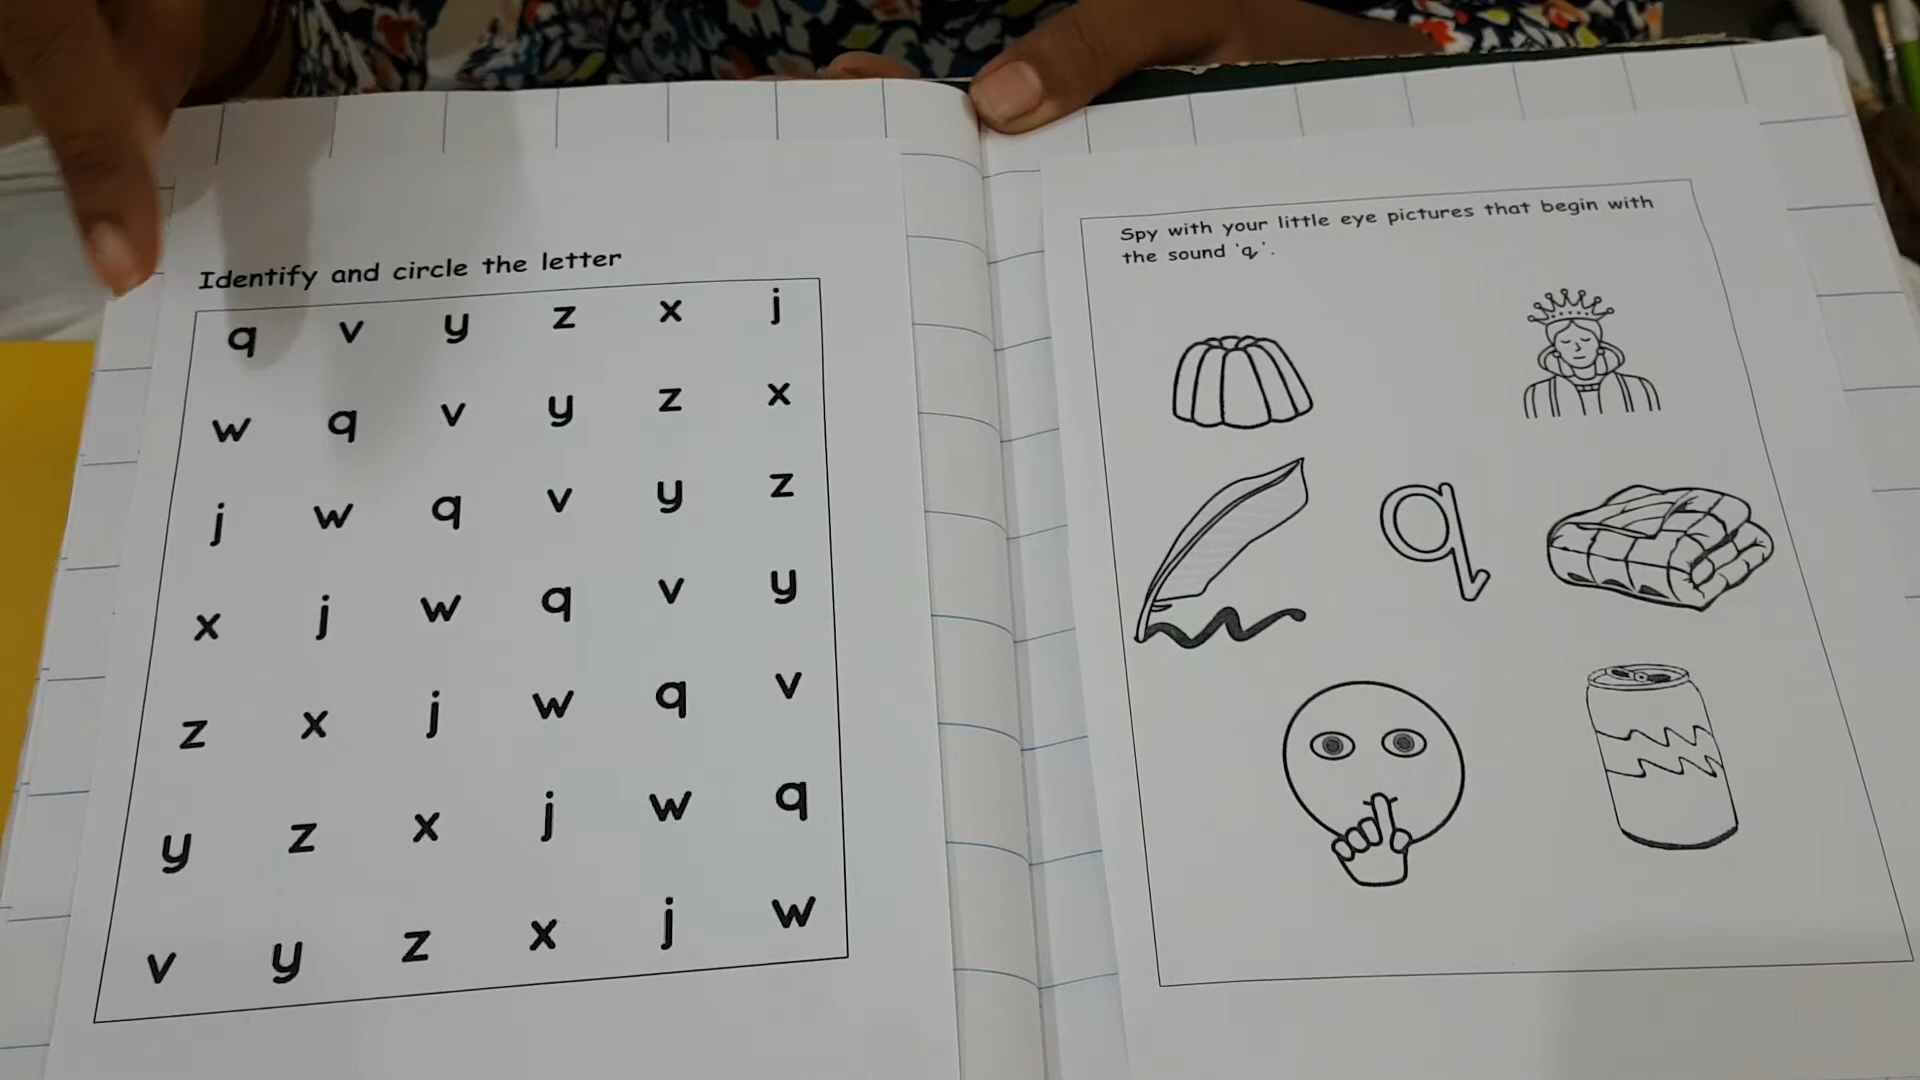 Identify and circle the letter
q v y z x j
w q v y z x
j w q v y z
x j w q v y
z x j w q v
y z x j w q
v y z x j w
Spy with your little eye pictures that begin with
the sound 'q'.
q